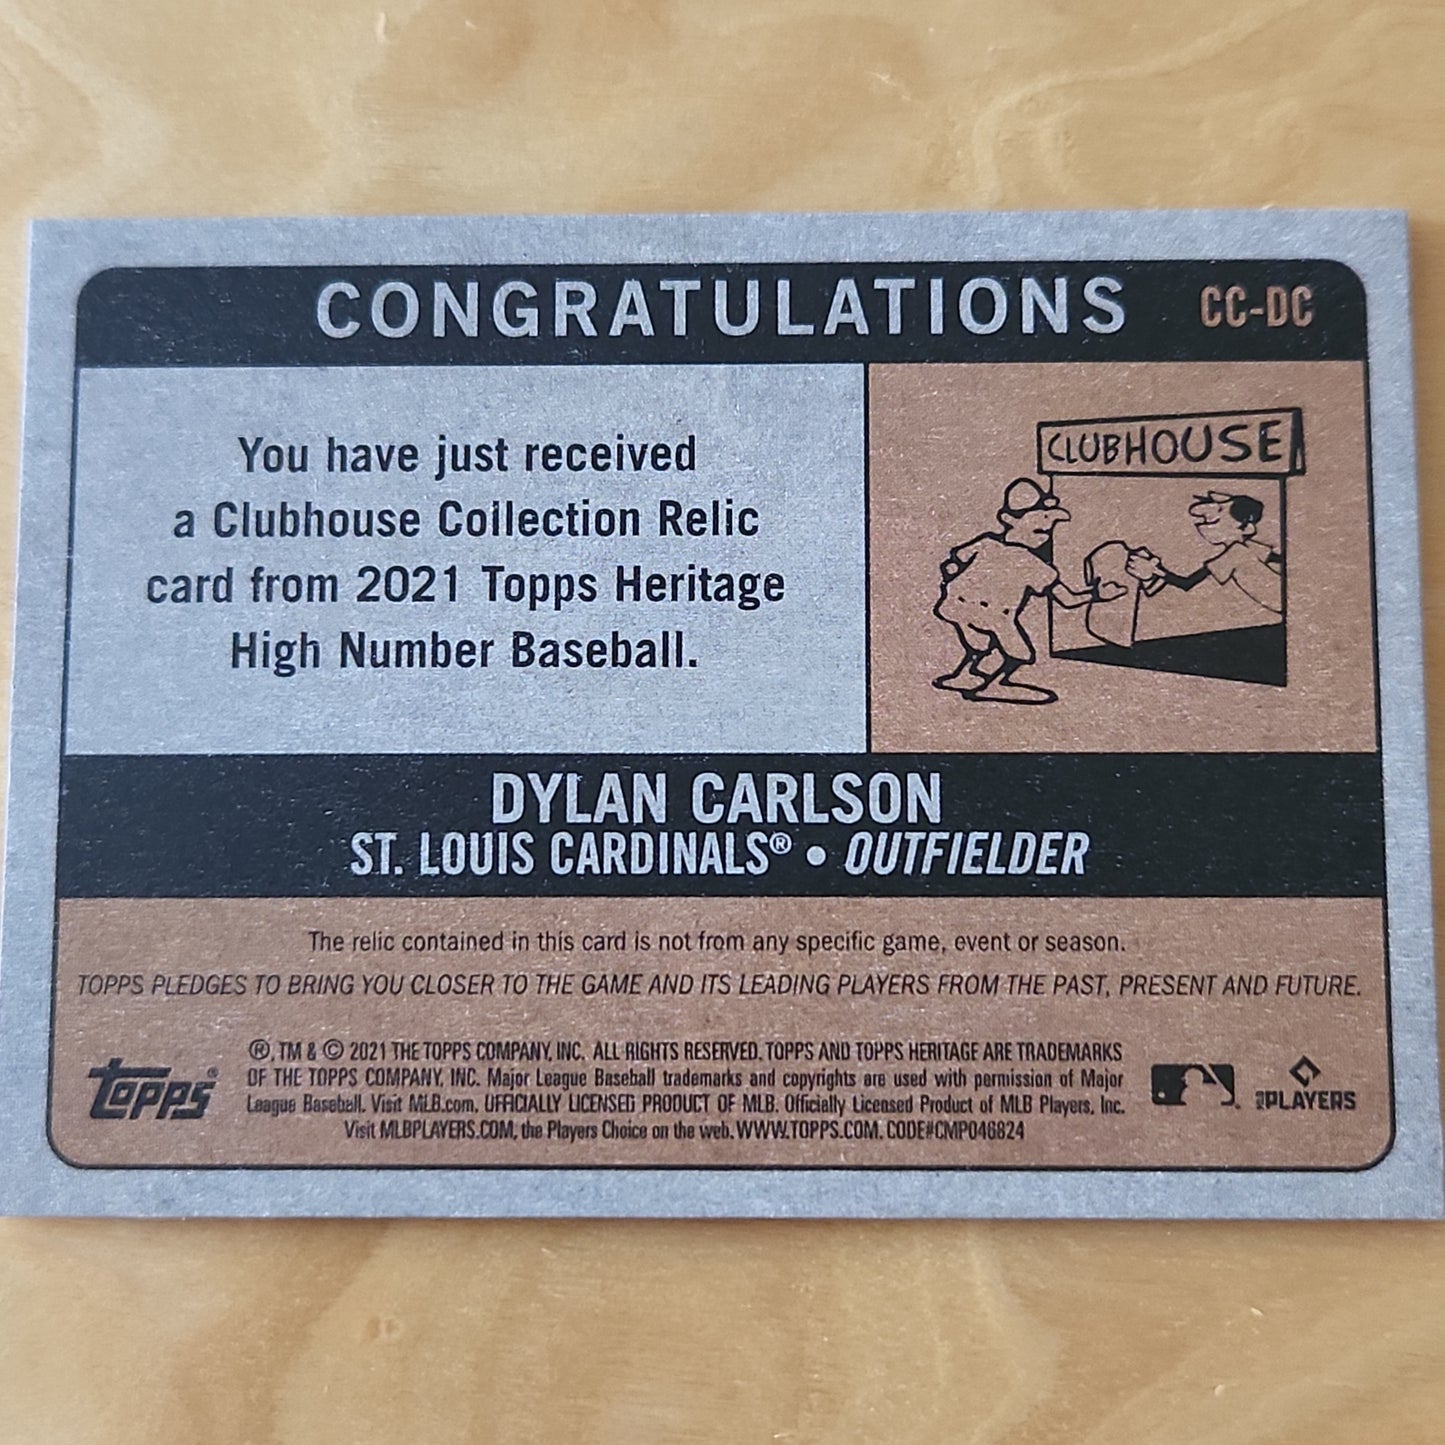 CONGRATULATIONS CC-DC
You have just received
a Clubhouse Collection Relic
card from 2021 Topps Heritage
High Number Baseball.
CLUBHOUSE
DYLAN CARLSON
ST. LOUIS CARDINALS® • OUTFIELDER
The relic contained in this card is not from any specific game, event or season.
TOPPS PLEDGES TO BRING YOU CLOSER TO THE GAME AND ITS LEADING PLAYERS FROM THE PAST, PRESENT AND FUTURE.
®, TM & © 2021 THE TOPPS COMPANY, INC. ALL RIGHTS RESERVED. TOPPS AND TOPPS HERITAGE ARE TRADEMARKS
OF THE TOPPS COMPANY, INC. Major League Baseball trademarks and copyrights are used with permission of Major
League Baseball. Visit MLB.com. OFFICIALLY LICENSED PRODUCT OF MLB. Officially Licensed Product of MLB Players, Inc.
Visit MLBPLAYERS.COM, the Players Choice on the web. WWW.TOPPS.COM. CODE#CMP046824
TOPPS®
PLAYERS